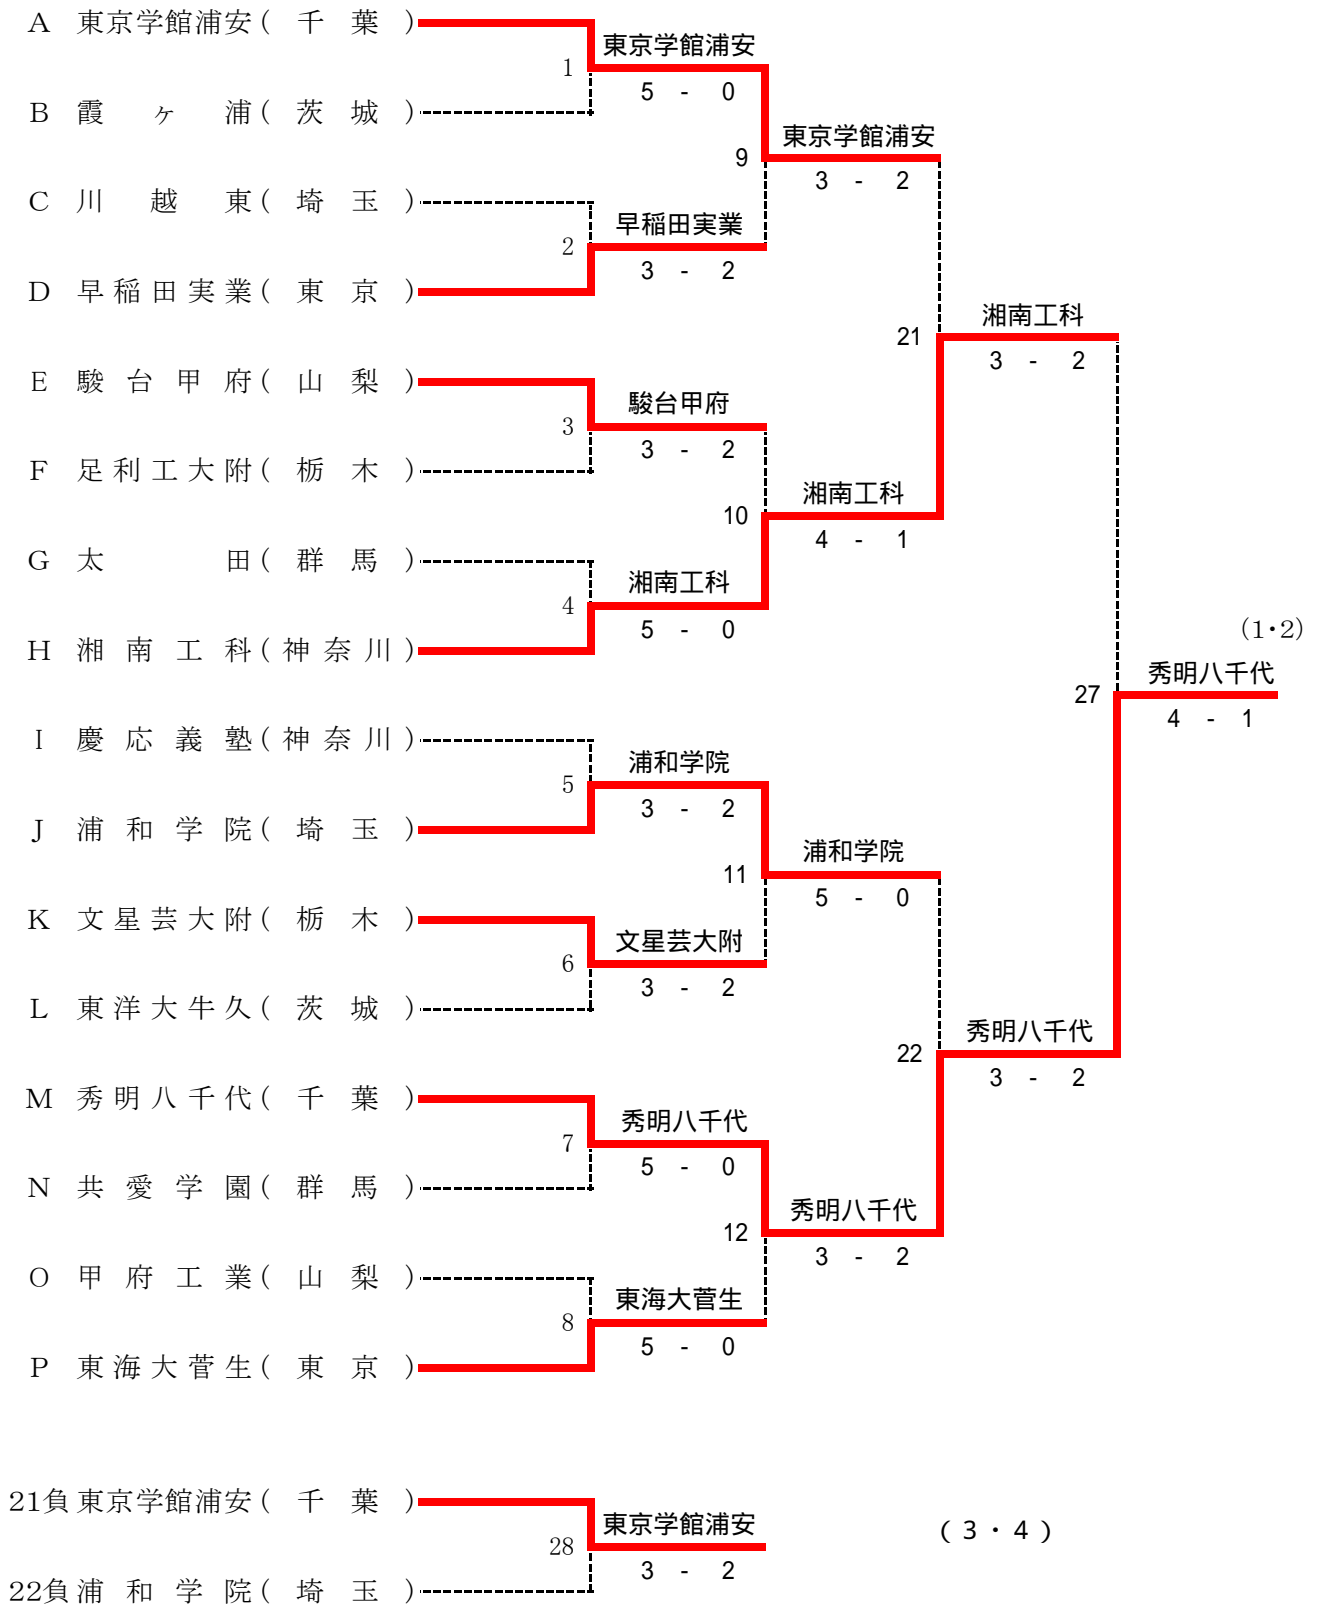 A 東京学館浦安( 千 葉 )
東京学館浦安
1
5 - 0
B 霞 ヶ 浦( 茨 城 )
東京学館浦安
9
3 - 2
C 川 越 東( 埼 玉 )
早稲田実業
2
3 - 2
D 早稲田実業( 東 京 )
湘南工科
21
3 - 2
E 駿台甲府( 山 梨 )
駿台甲府
3
3 - 2
F 足利工大附( 栃 木 )
湘南工科
10
4 - 1
G 太 田( 群 馬 )
湘南工科
4
5 - 0
(1・2)
H 湘南工科(神奈川)
秀明八千代
27
4 - 1
I 慶応義塾(神奈川)
浦和学院
5
3 - 2
J 浦和学院( 埼 玉 )
浦和学院
11
5 - 0
K 文星芸大附( 栃 木 )
文星芸大附
6
3 - 2
L 東洋大牛久( 茨 城 )
秀明八千代
22
3 - 2
M 秀明八千代( 千 葉 )
秀明八千代
7
5 - 0
N 共愛学園( 群 馬 )
秀明八千代
12
3 - 2
O 甲府工業( 山 梨 )
東海大菅生
8
5 - 0
P 東海大菅生( 東 京 )
21負 東京学館浦安( 千 葉 )
東京学館浦安
28
(3・4)
3 - 2
22負 浦和学院( 埼 玉 )